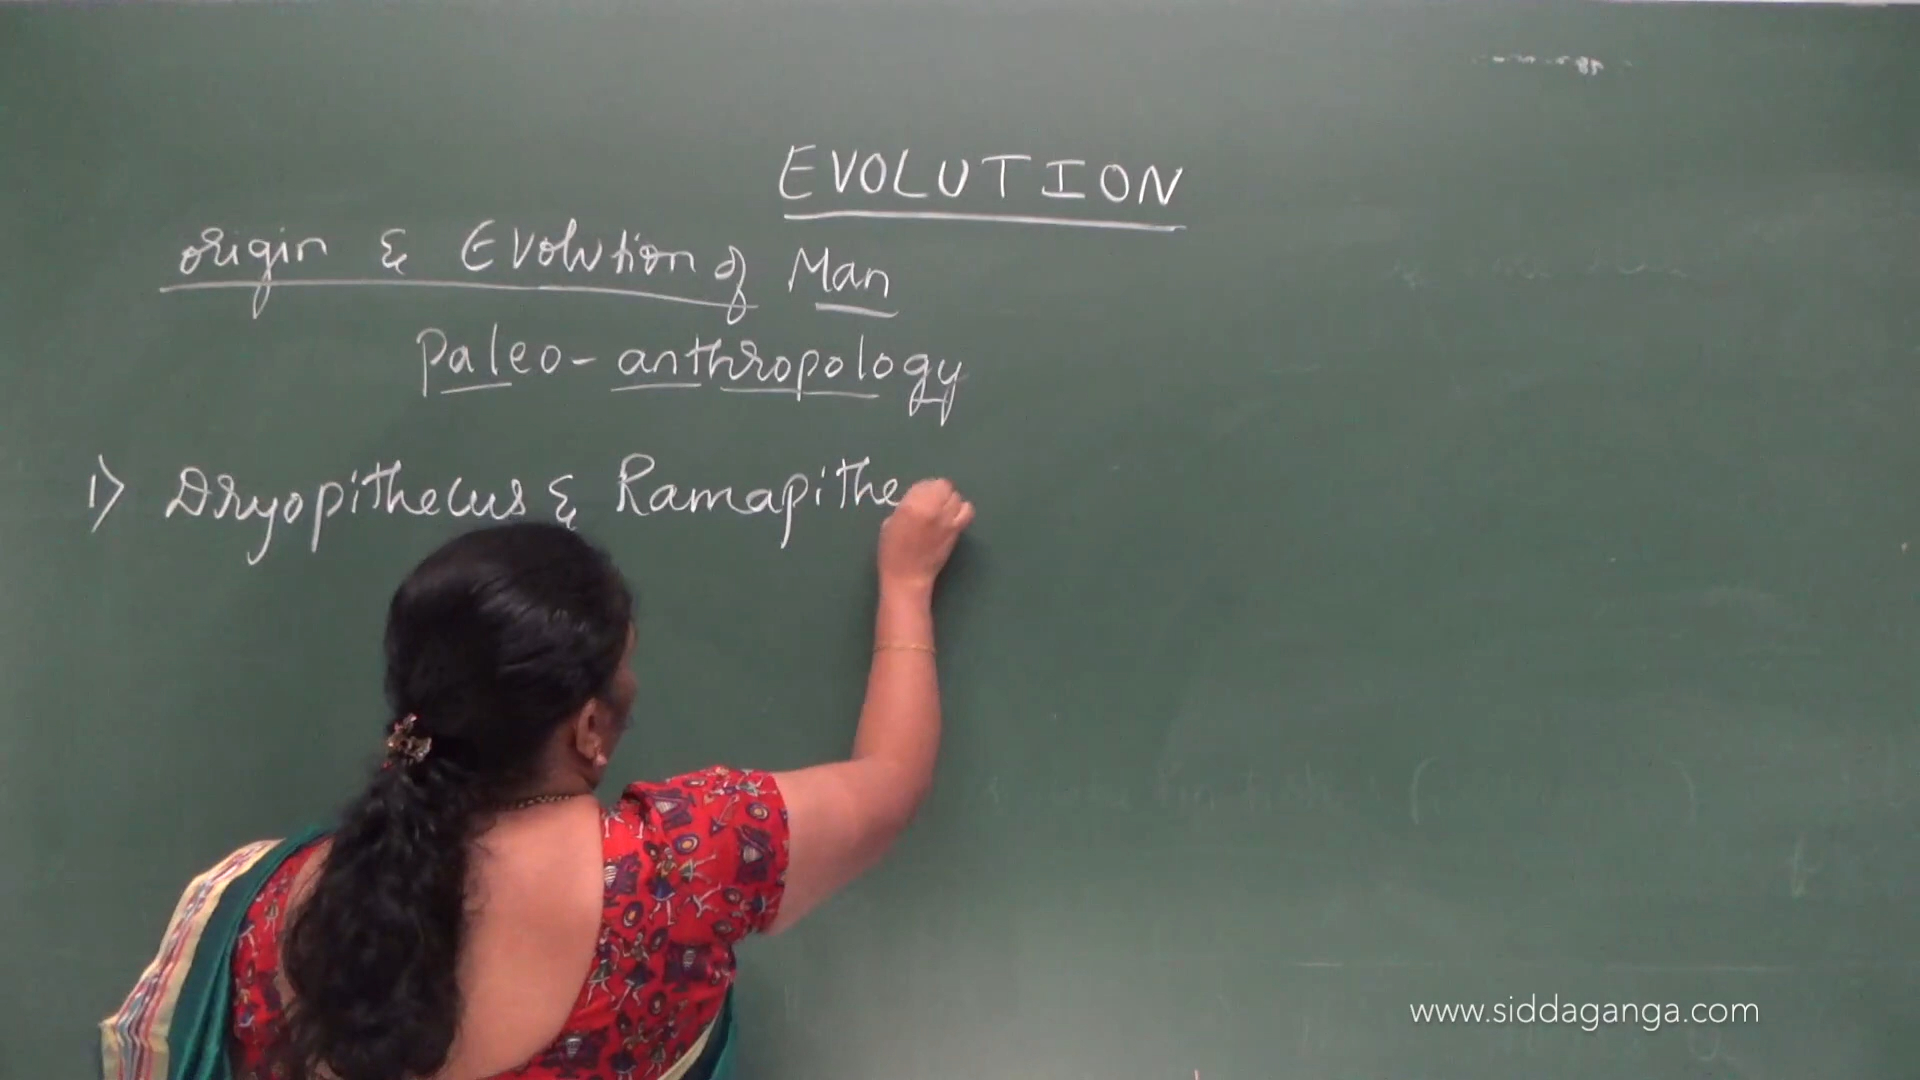 EVOLUTION
origin & Evolution of Man
Paleo-anthropology
1) Dryopithecus & Ramapithe
www.siddaganga.com